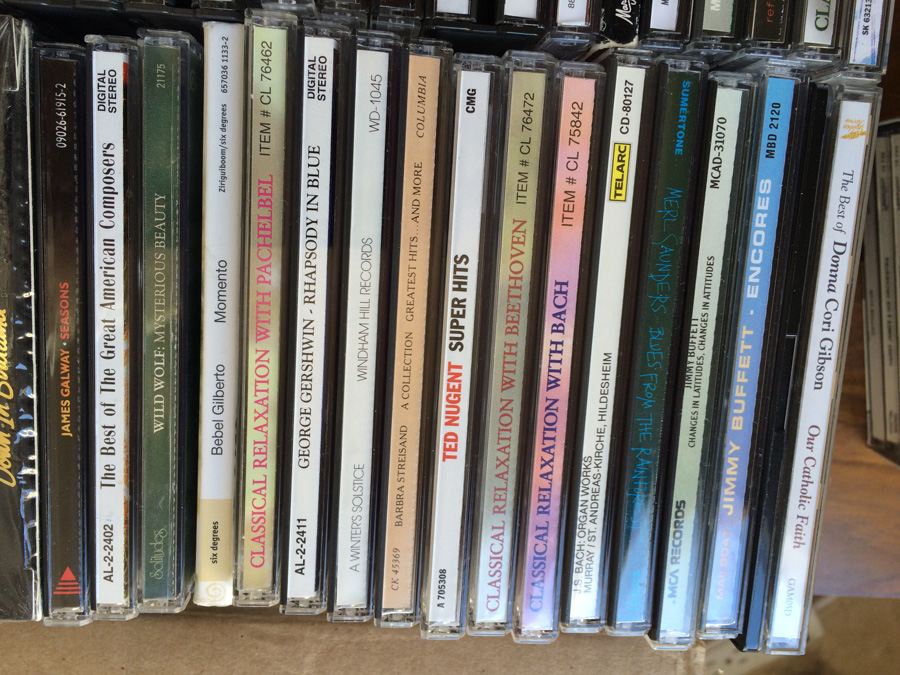 JAMES GALWAY · SEASONS 09026-61915-2
AL-2-2402 The Best of The Great American Composers DIGITAL STEREO
Solitudes WILD WOLF: MYSTERIOUS BEAUTY 21175
six degrees Bebel Gilberto Momento Ziriguiboom/six degrees 657036 1133-2
CLASSICAL RELAXATION WITH PACHELBEL ITEM # CL 76462
AL-2-2411 GEORGE GERSHWIN - RHAPSODY IN BLUE DIGITAL STEREO
A WINTER'S SOLSTICE WINDHAM HILL RECORDS WD-1045
CK 45369 BARBRA STREISAND A COLLECTION GREATEST HITS...AND MORE COLUMBIA
A 705308 TED NUGENT SUPER HITS CMG
CLASSICAL RELAXATION WITH BEETHOVEN ITEM # CL 76472
CLASSICAL RELAXATION WITH BACH ITEM # CL 75842
J.S. BACH: ORGAN WORKS
MURRAY / ST. ANDREAS-KIRCHE, HILDESHEIM TELARC CD-80127
MERL SAUNDERS BLUES FROM THE SUMERTONE
MCA RECORDS JIMMY BUFFETT
CHANGES IN LATITUDES, CHANGES IN ATTITUDES MCAD-31070
JIMMY BUFFETT · ENCORES MBD 2120
GAMOSD Our Catholic Faith The Best of Donna Cori Gibson
SK 6321